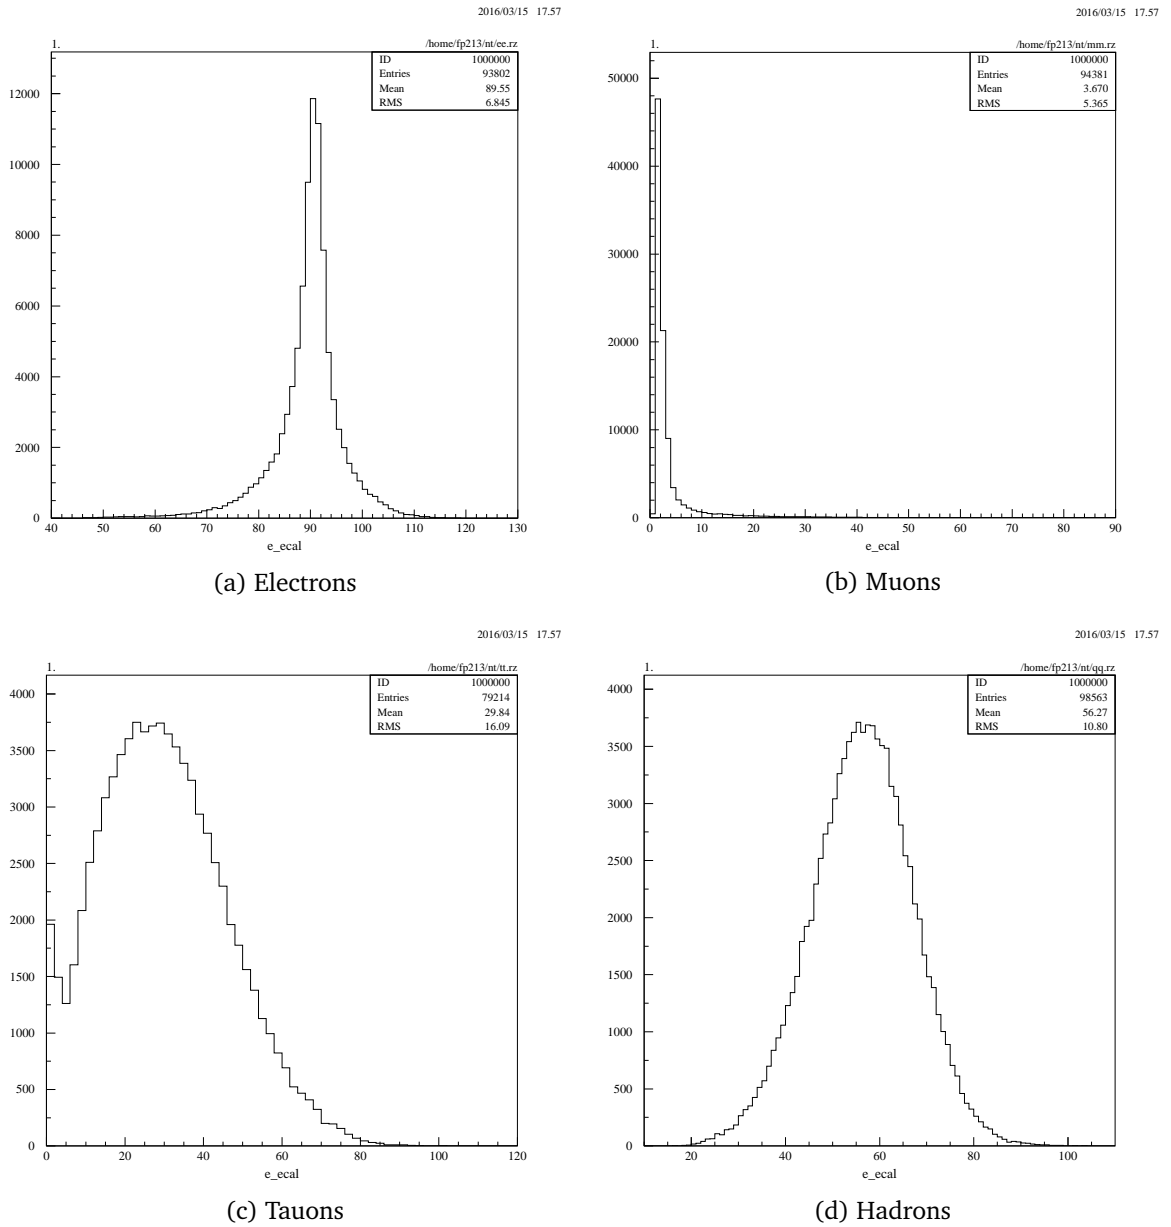 2016/03/15 17.57
1.
/home/fp213/nt/ee.rz
ID 1000000
Entries 93802
Mean 89.55
RMS 6.845
12000
10000
8000
6000
4000
2000
0
40 50 60 70 80 90 100 110 120 130
e_ecal
(a) Electrons
2016/03/15 17.57
1.
/home/fp213/nt/mm.rz
ID 1000000
Entries 94381
Mean 3.670
RMS 5.365
50000
40000
30000
20000
10000
0
0 10 20 30 40 50 60 70 80 90
e_ecal
(b) Muons
2016/03/15 17.57
1.
/home/fp213/nt/tt.rz
ID 1000000
Entries 79214
Mean 29.84
RMS 16.09
4000
3500
3000
2500
2000
1500
1000
500
0
0 20 40 60 80 100 120
e_ecal
(c) Tauons
2016/03/15 17.57
1.
/home/fp213/nt/qq.rz
ID 1000000
Entries 98563
Mean 56.27
RMS 10.80
4000
3500
3000
2500
2000
1500
1000
500
0
20 40 60 80 100
e_ecal
(d) Hadrons